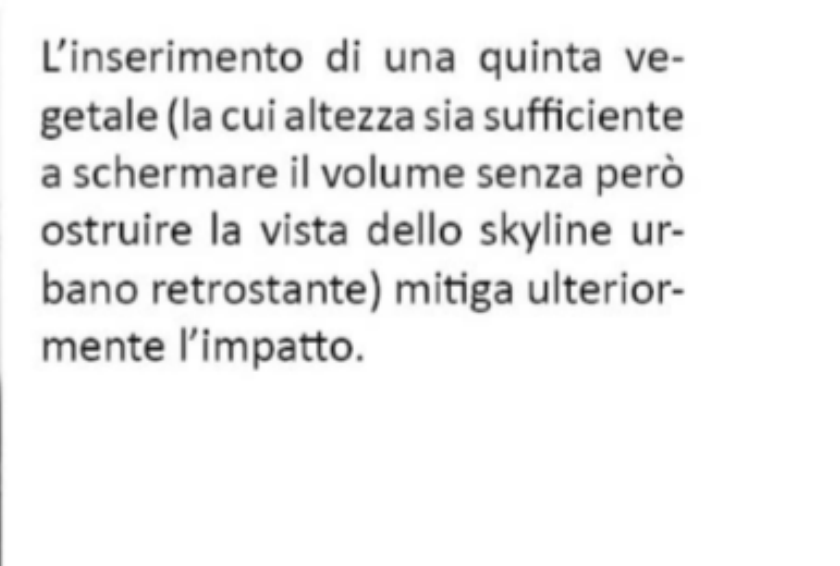 L'inserimento di una quinta ve-
getale (la cui altezza sia sufficiente
a schermare il volume senza però
ostruire la vista dello skyline ur-
bano retrostante) mitiga ulterior-
mente l'impatto.